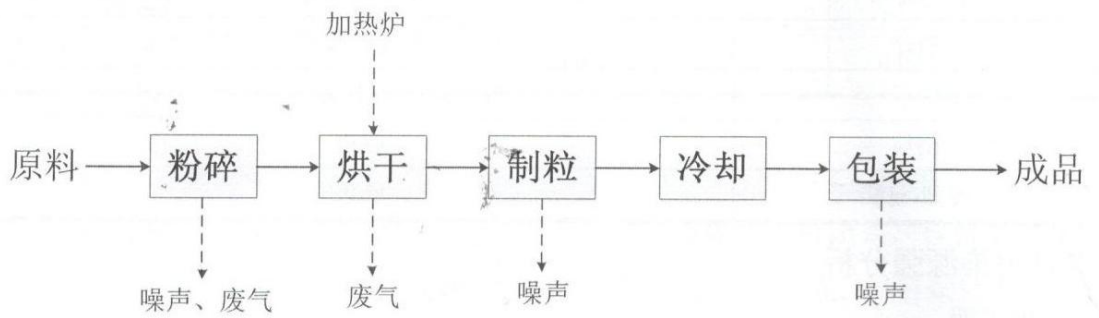 加热炉
原料 粉碎 烘干 制粒 冷却 包装 成品
噪声、废气 废气 噪声 噪声